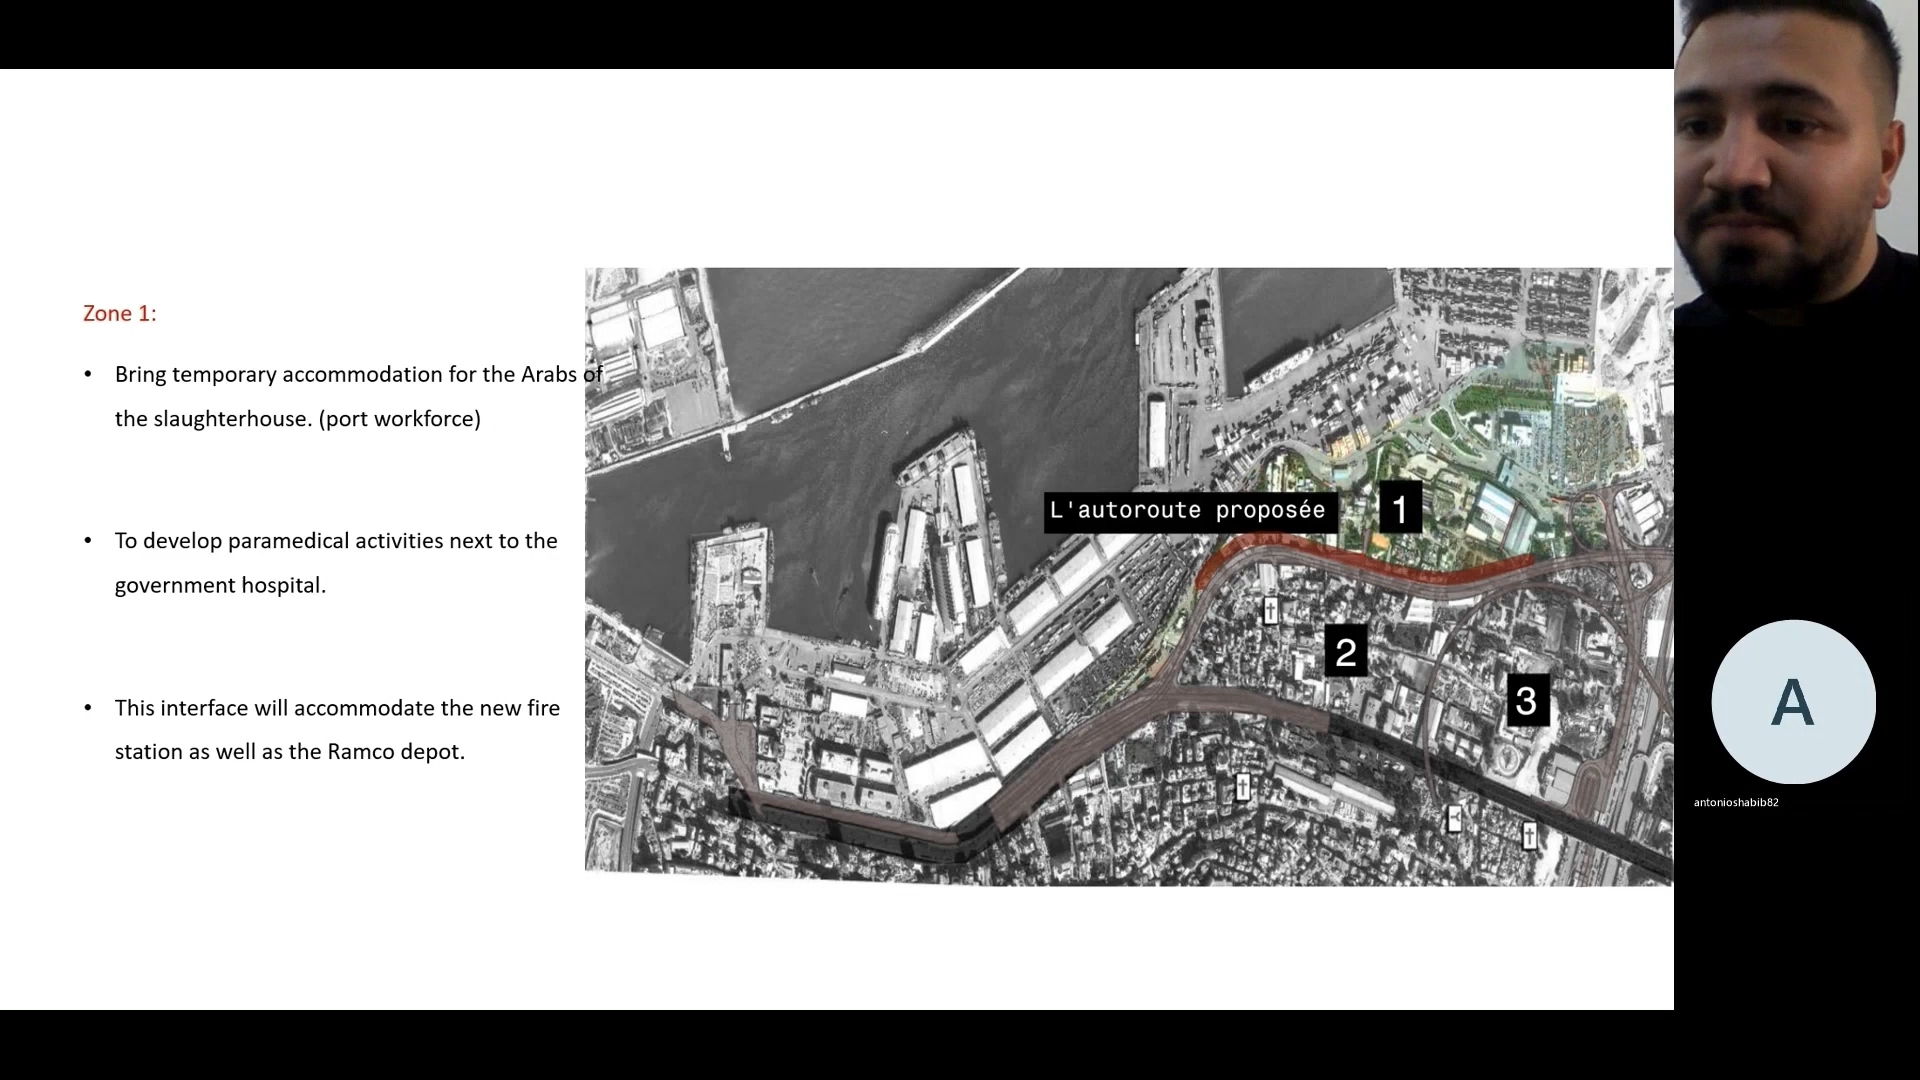 Zone 1:
• Bring temporary accommodation for the Arabs of
the slaughterhouse. (port workforce)
• To develop paramedical activities next to the
government hospital.
• This interface will accommodate the new fire
station as well as the Ramco depot.
L'autoroute proposée
1
2
3
A
antonioshabib82